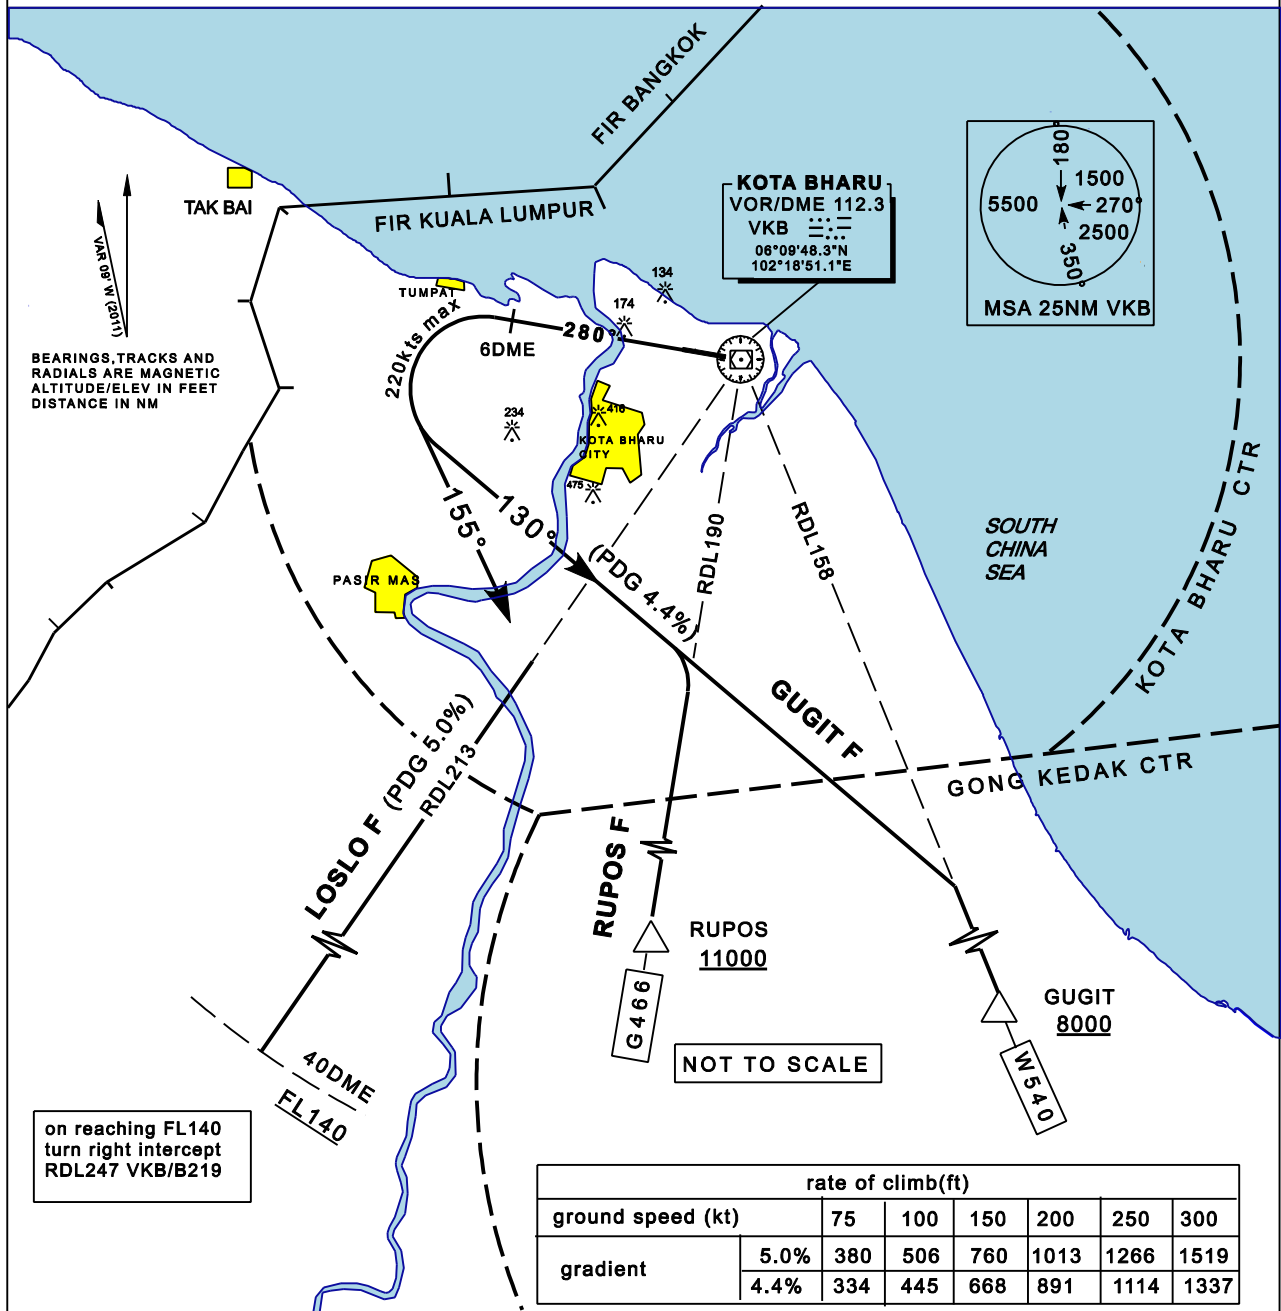 FIR BANGKOK
FIR KUALA LUMPUR
TAK BAI
VAR 09' W (2011)
BEARINGS,TRACKS AND
RADIALS ARE MAGNETIC
ALTITUDE/ELEV IN FEET
DISTANCE IN NM
KOTA BHARU
VOR/DME 112.3
VKB
06°09'48.3"N
102°18'51.1"E
180°
1500
5500
270°
2500
350°
MSA 25NM VKB
TUMPAT
134
174
220kts max
6DME
280°
234
416
KOTA BHARU
CITY
475
155°
130°
(PDG 4.4%)
RDL190
RDL158
SOUTH
CHINA
SEA
KOTA BHARU CTR
PASIR MAS
GUGIT F
GONG KEDAK CTR
LOSLO F (PDG 5.0%)
RDL213
RUPOS F
RUPOS
11000
G466
GUGIT
8000
W540
NOT TO SCALE
40DME
FL140
on reaching FL140
turn right intercept
RDL247 VKB/B219
rate of climb(ft)
ground speed (kt) 75 100 150 200 250 300
gradient
5.0% 380 506 760 1013 1266 1519
4.4% 334 445 668 891 1114 1337